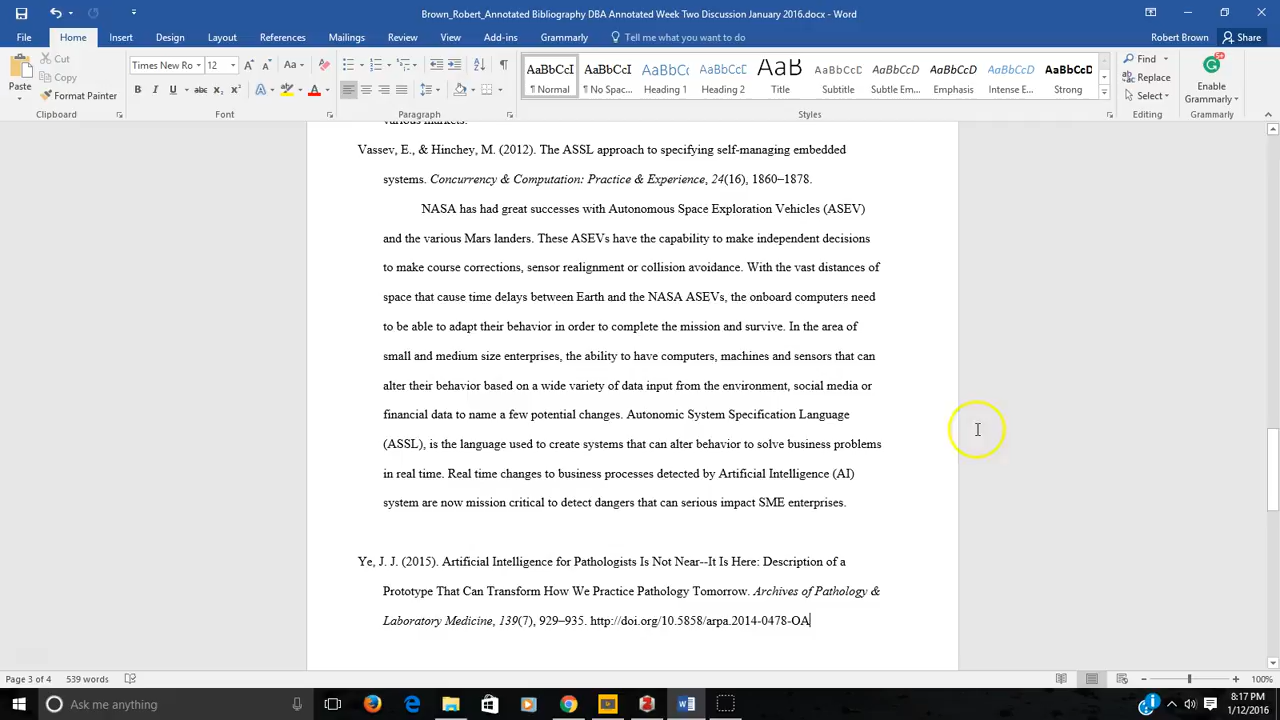 Brown_Robert_Annotated Bibliography DBA Annotated Week Two Discussion January 2016.docx - Word
File Home Insert Design Layout References Mailings Review View Add-ins Grammarly Tell me what you want to do Robert Brown Share
Paste Cut Copy Format Painter
Times New Ro 12
B I U abc X₂ X² A A
AaBbCcI AaBbCcI AaBbCc AaBbCcD AaB AaBbCcD AaBbCcD AaBbCcD AaBbCcD AaBbCcD
¶ Normal ¶ No Spac... Heading 1 Heading 2 Title Subtitle Subtle Em... Emphasis Intense E... Strong
Find Replace Select
Enable Grammarly
Clipboard Font Paragraph Styles Editing Grammarly
various markets.
Vassev, E., & Hinchey, M. (2012). The ASSL approach to specifying self-managing embedded
systems. Concurrency & Computation: Practice & Experience, 24(16), 1860–1878.
NASA has had great successes with Autonomous Space Exploration Vehicles (ASEV)
and the various Mars landers. These ASEVs have the capability to make independent decisions
to make course corrections, sensor realignment or collision avoidance. With the vast distances of
space that cause time delays between Earth and the NASA ASEVs, the onboard computers need
to be able to adapt their behavior in order to complete the mission and survive. In the area of
small and medium size enterprises, the ability to have computers, machines and sensors that can
alter their behavior based on a wide variety of data input from the environment, social media or
financial data to name a few potential changes. Autonomic System Specification Language
(ASSL), is the language used to create systems that can alter behavior to solve business problems
in real time. Real time changes to business processes detected by Artificial Intelligence (AI)
system are now mission critical to detect dangers that can serious impact SME enterprises.
Ye, J. J. (2015). Artificial Intelligence for Pathologists Is Not Near--It Is Here: Description of a
Prototype That Can Transform How We Practice Pathology Tomorrow. Archives of Pathology &
Laboratory Medicine, 139(7), 929–935. http://doi.org/10.5858/arpa.2014-0478-OA
Page 3 of 4 539 words 100%
Ask me anything
8:17 PM
1/12/2016